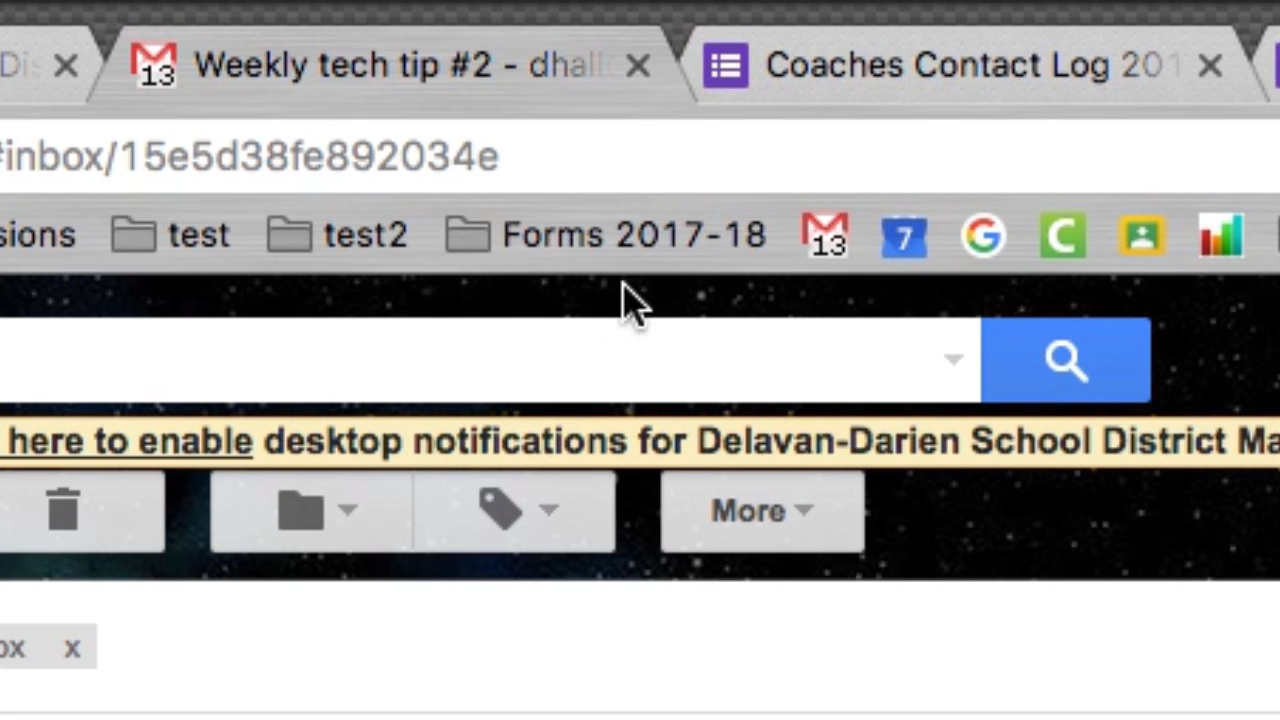 Dis
13 Weekly tech tip #2 - dhall
Coaches Contact Log 201
#inbox/15e5d38fe892034e
sions test test2 Forms 2017-18 13 7 G C
here to enable desktop notifications for Delavan-Darien School District Ma
More
ox x